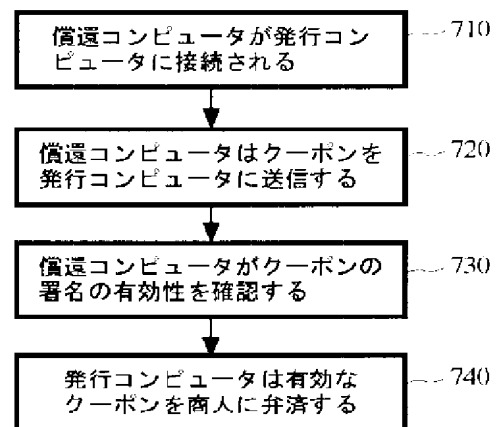 償還コンピュータが発行コン
ピュータに接続される
710
償還コンピュータはクーポンを
発行コンピュータに送信する
720
償還コンピュータがクーポンの
署名の有効性を確認する
730
発行コンピュータは有効な
クーポンを商人に弁済する
740